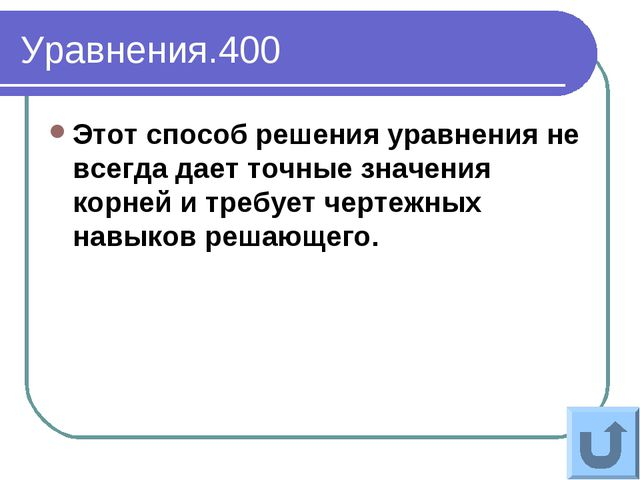 Уравнения.400
Этот способ решения уравнения не
всегда дает точные значения
корней и требует чертежных
навыков решающего.